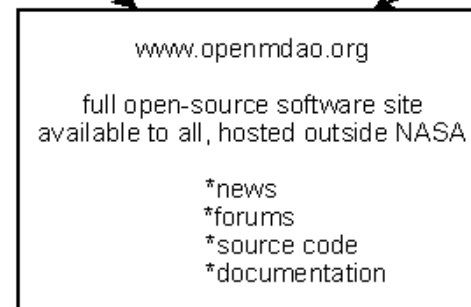 www.openmdao.org
full open-source software site
available to all, hosted outside NASA
*news
*forums
*source code
*documentation